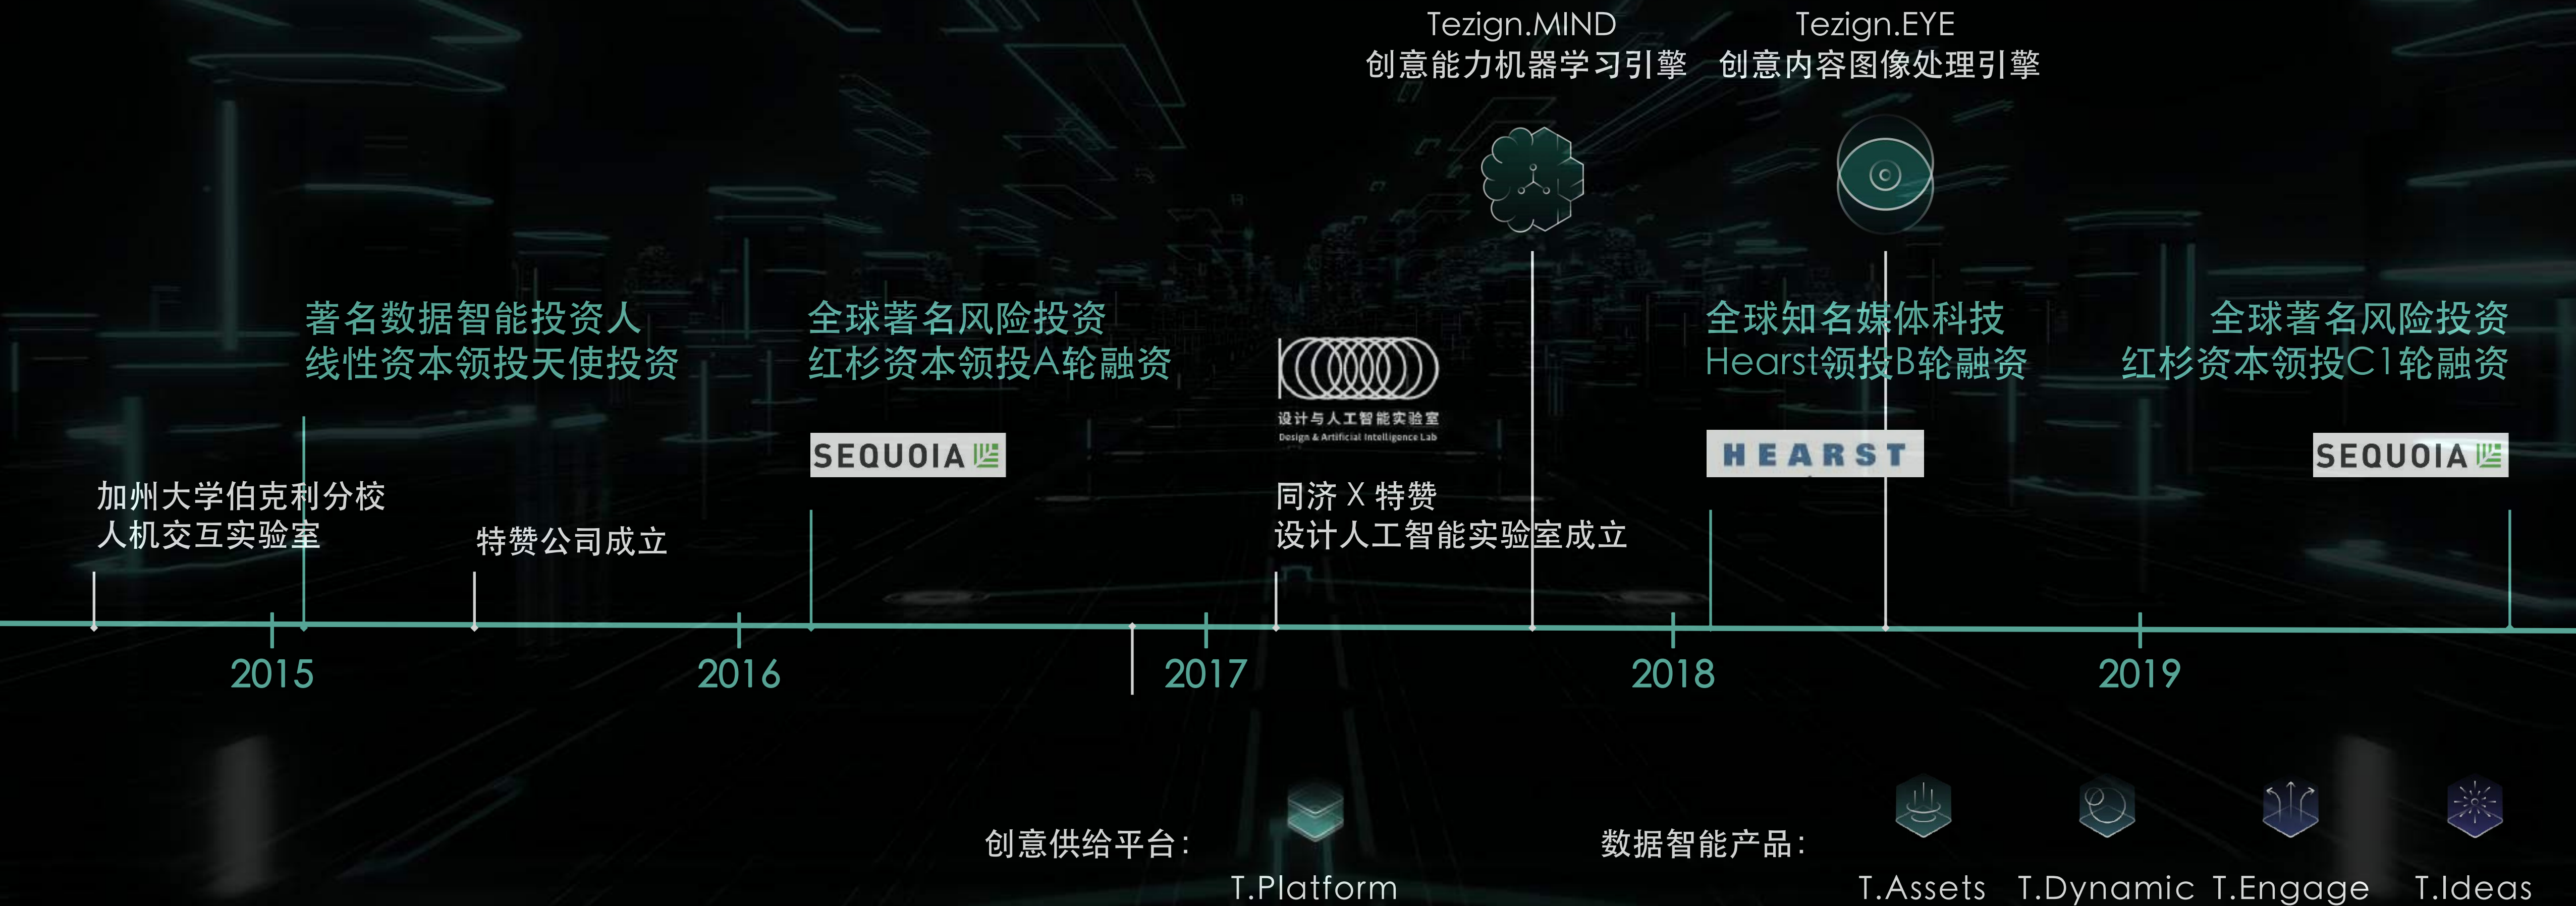 Tezign.MIND
创意能力机器学习引擎
Tezign.EYE
创意内容图像处理引擎
著名数据智能投资人
线性资本领投天使投资
全球著名风险投资
红杉资本领投A轮融资
SEQUOIA
设计与人工智能实验室
Design & Artificial Intelligence Lab
全球知名媒体科技
Hearst领投B轮融资
HEARST
全球著名风险投资
红杉资本领投C1轮融资
SEQUOIA
加州大学伯克利分校
人机交互实验室
特赞公司成立
同济 X 特赞
设计人工智能实验室成立
2015
2016
2017
2018
2019
创意供给平台：
T.Platform
数据智能产品：
T.Assets
T.Dynamic
T.Engage
T.Ideas